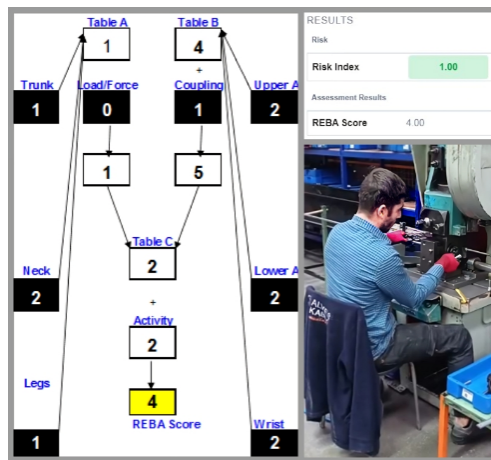 Table A
1
Table B
4
+
Trunk
1
Load/Force
0
Coupling
1
Upper A
2
1
5
Table C
2
Neck
2
Lower A
2
+
Activity
2
Legs
1
4
REBA Score
Wrist
2
RESULTS
Risk
Risk Index 1.00
Assessment Results
REBA Score 4.00